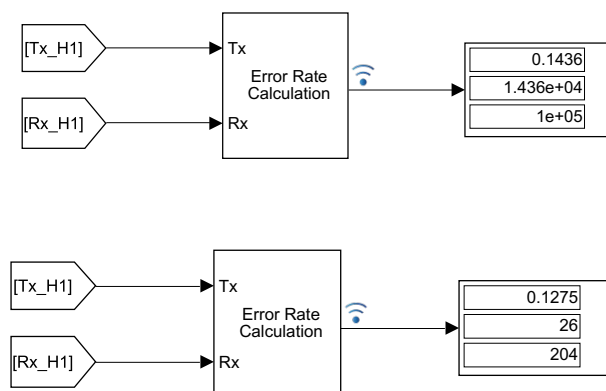 [Tx_H1]
Tx
Error Rate
Calculation
[Rx_H1]
Rx
0.1436
1.436e+04
1e+05
[Tx_H1]
Tx
Error Rate
Calculation
[Rx_H1]
Rx
0.1275
26
204